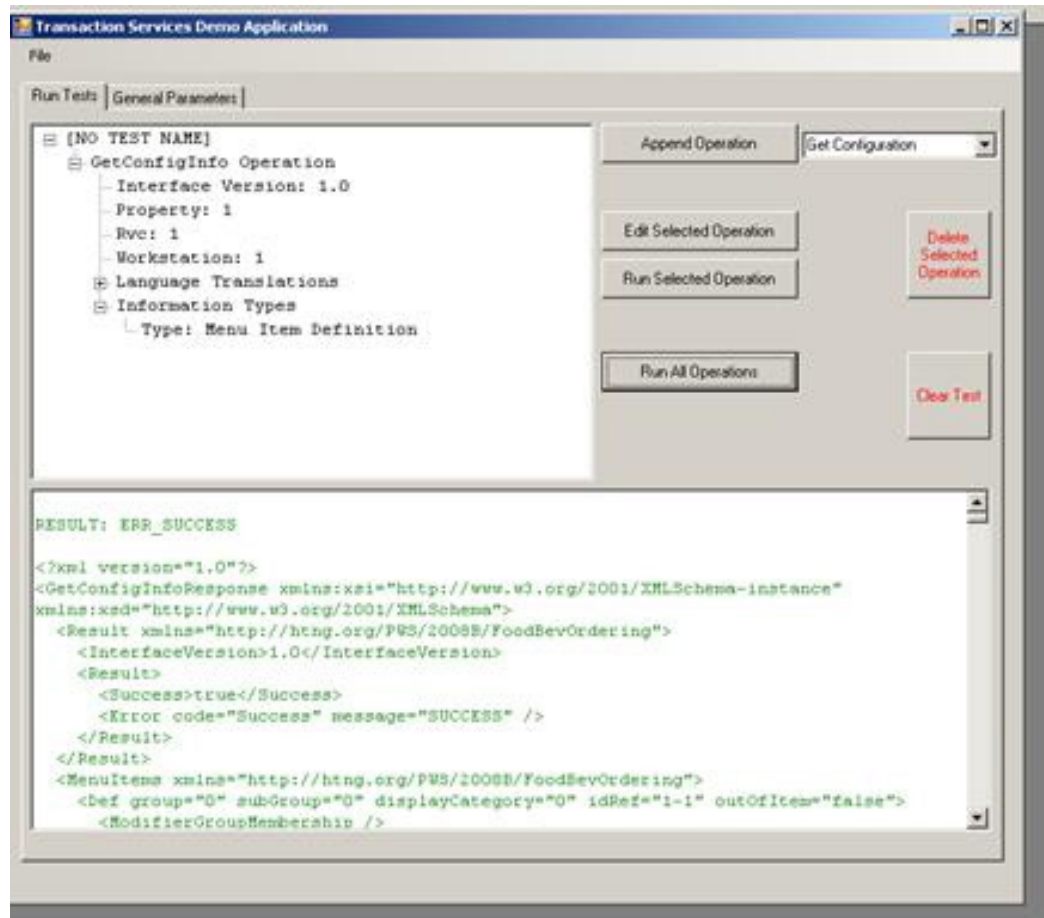 Transaction Services Demo Application
File
Run Tests
General Parameters
[NO TEST NAME]
GetConfigInfo Operation
Interface Version: 1.0
Property: 1
Rvc: 1
Workstation: 1
Language Translations
Information Types
Type: Menu Item Definition
Append Operation
Get Configuration
Edit Selected Operation
Run Selected Operation
Delete
Selected
Operation
Run All Operations
Clear Test
RESULT: ERR_SUCCESS
<?xml version="1.0"?>
<GetConfigInfoResponse xmlns:xsi="http://www.w3.org/2001/XMLSchema-instance"
xmlns:xsd="http://www.w3.org/2001/XMLSchema">
<Result xmlns="http://htng.org/PWS/2008B/FoodBevOrdering">
<InterfaceVersion>1.0</InterfaceVersion>
<Result>
<Success>true</Success>
<Error code="Success" message="SUCCESS" />
</Result>
</Result>
<MenuItems xmlns="http://htng.org/PWS/2008B/FoodBevOrdering">
<Def group="0" subGroup="0" displayCategory="0" idRef="1-1" outOfItem="false">
<ModifierGroupMembership />